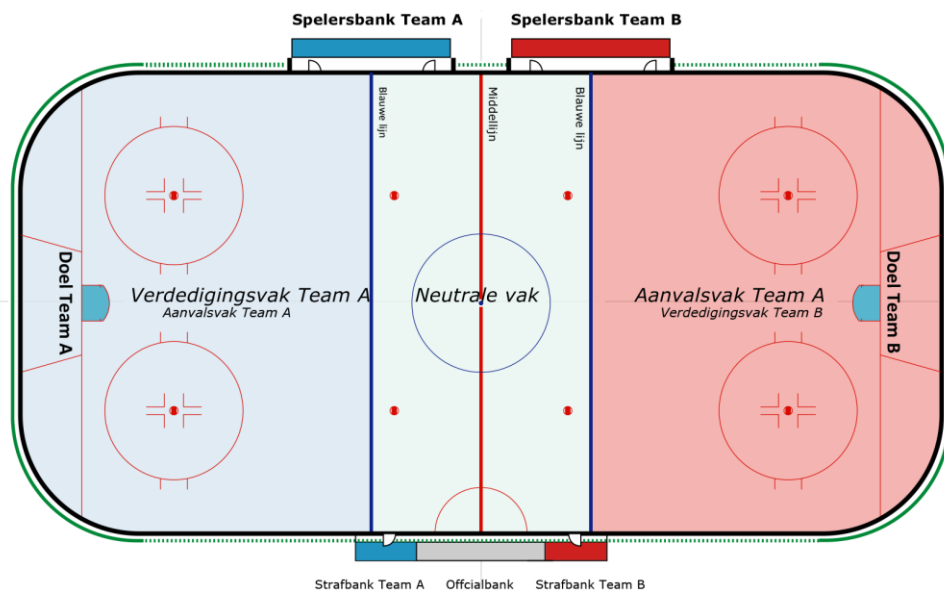 Spelersbank Team A
Spelersbank Team B
Blauwe lijn
Middellijn
Blauwe lijn
Doel Team A
Verdedigingsvak Team A
Aanvalsvak Team A
Neutrale vak
Aanvalsvak Team A
Verdedigingsvak Team B
Doel Team B
Strafbank Team A
Offcialbank
Strafbank Team B